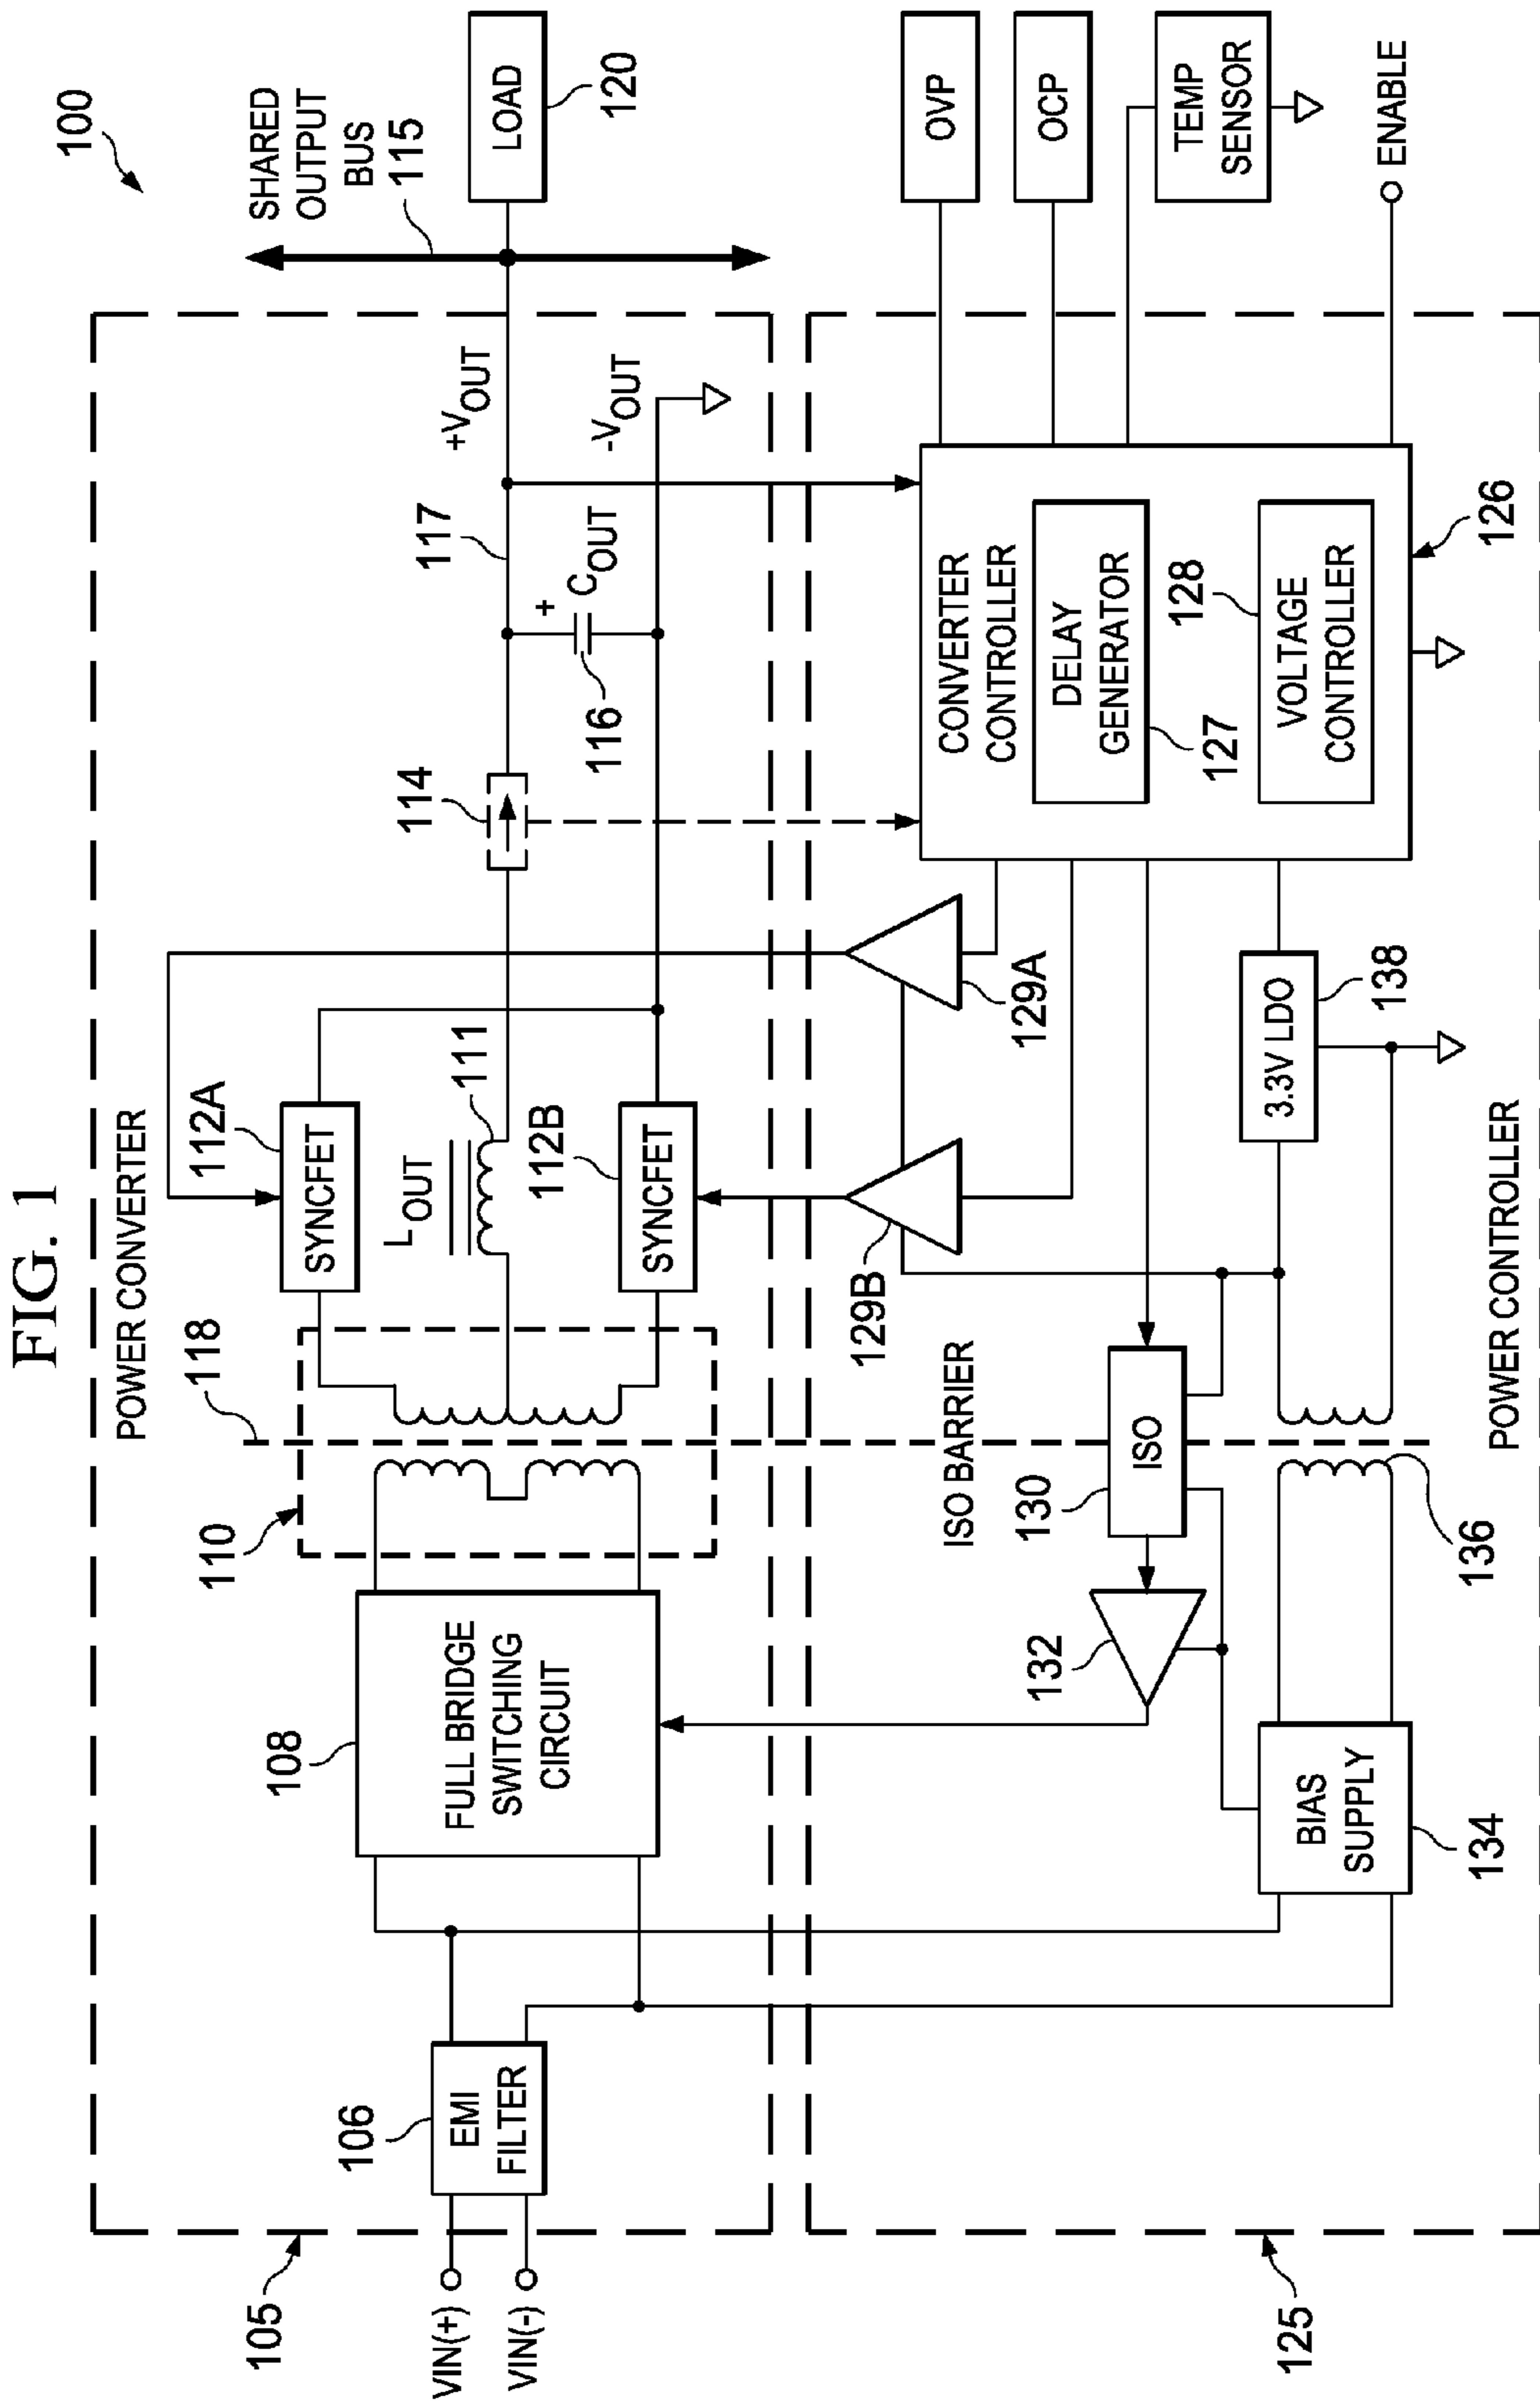 FIG. 1
100
POWER CONVERTER
SHARED
OUTPUT
BUS
115
105
VIN(+)
VIN(-)
106
EMI
FILTER
108
FULL BRIDGE
SWITCHING
CIRCUIT
110
118
112A
SYNCFET
LOUT
111
112B
SYNCFET
114
117
+VOUT
+
COUT
116
-VOUT
LOAD
120
ISO BARRIER
129B
129A
132
130
ISO
CONVERTER
CONTROLLER
DELAY
GENERATOR
127
128
VOLTAGE
CONTROLLER
126
OVP
OCP
TEMP
SENSOR
ENABLE
BIAS
SUPPLY
134
136
3.3V LDO
138
125
POWER CONTROLLER